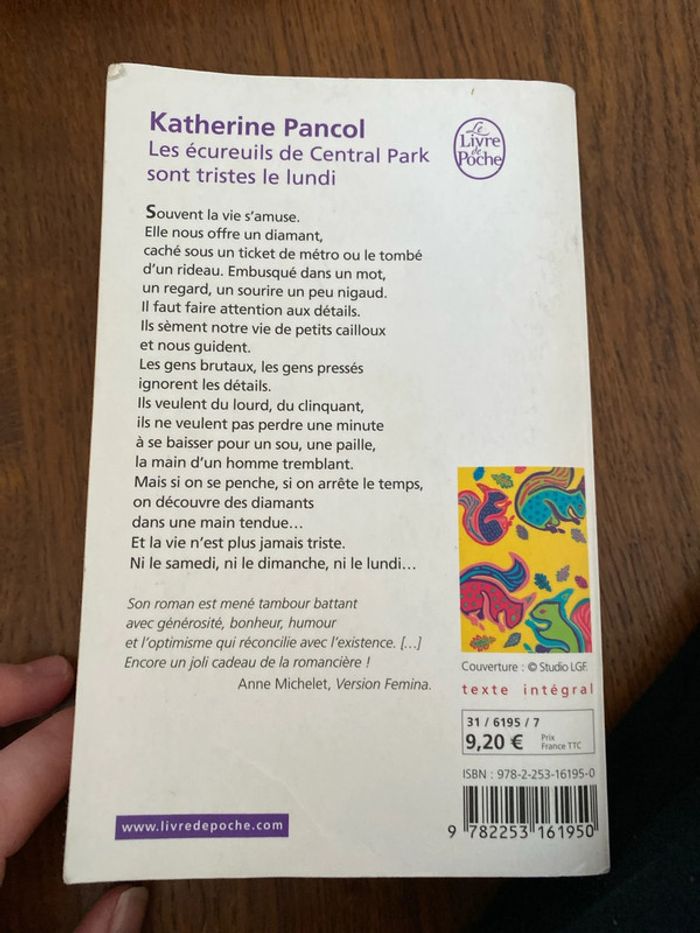 Katherine Pancol
Les écureuils de Central Park
sont tristes le lundi
Le
Livre
de
Poche
Souvent la vie s'amuse.
Elle nous offre un diamant,
caché sous un ticket de métro ou le tombé
d'un rideau. Embusqué dans un mot,
un regard, un sourire un peu nigaud.
Il faut faire attention aux détails.
Ils sèment notre vie de petits cailloux
et nous guident.
Les gens brutaux, les gens pressés
ignorent les détails.
Ils veulent du lourd, du clinquant,
ils ne veulent pas perdre une minute
à se baisser pour un sou, une paille,
la main d'un homme tremblant.
Mais si on se penche, si on arrête le temps,
on découvre des diamants
dans une main tendue...
Et la vie n'est plus jamais triste.
Ni le samedi, ni le dimanche, ni le lundi...
Son roman est mené tambour battant
avec générosité, bonheur, humour
et l'optimisme qui réconcilie avec l'existence. [...]
Encore un joli cadeau de la romancière !
Anne Michelet, Version Femina.
Couverture : © Studio LGF.
texte intégral
31 / 6195 / 7
9,20 €
Prix
France TTC
ISBN : 978-2-253-16195-0
9 782253 161950
www.livredepoche.com